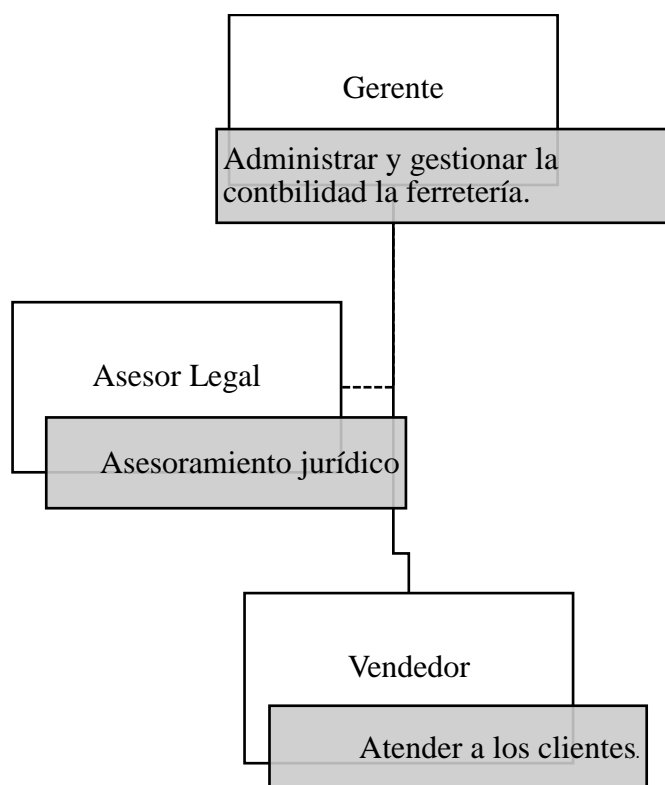 Gerente
Administrar y gestionar la
contbilidad la ferretería.
Asesor Legal
Asesoramiento jurídico
Vendedor
Atender a los clientes.